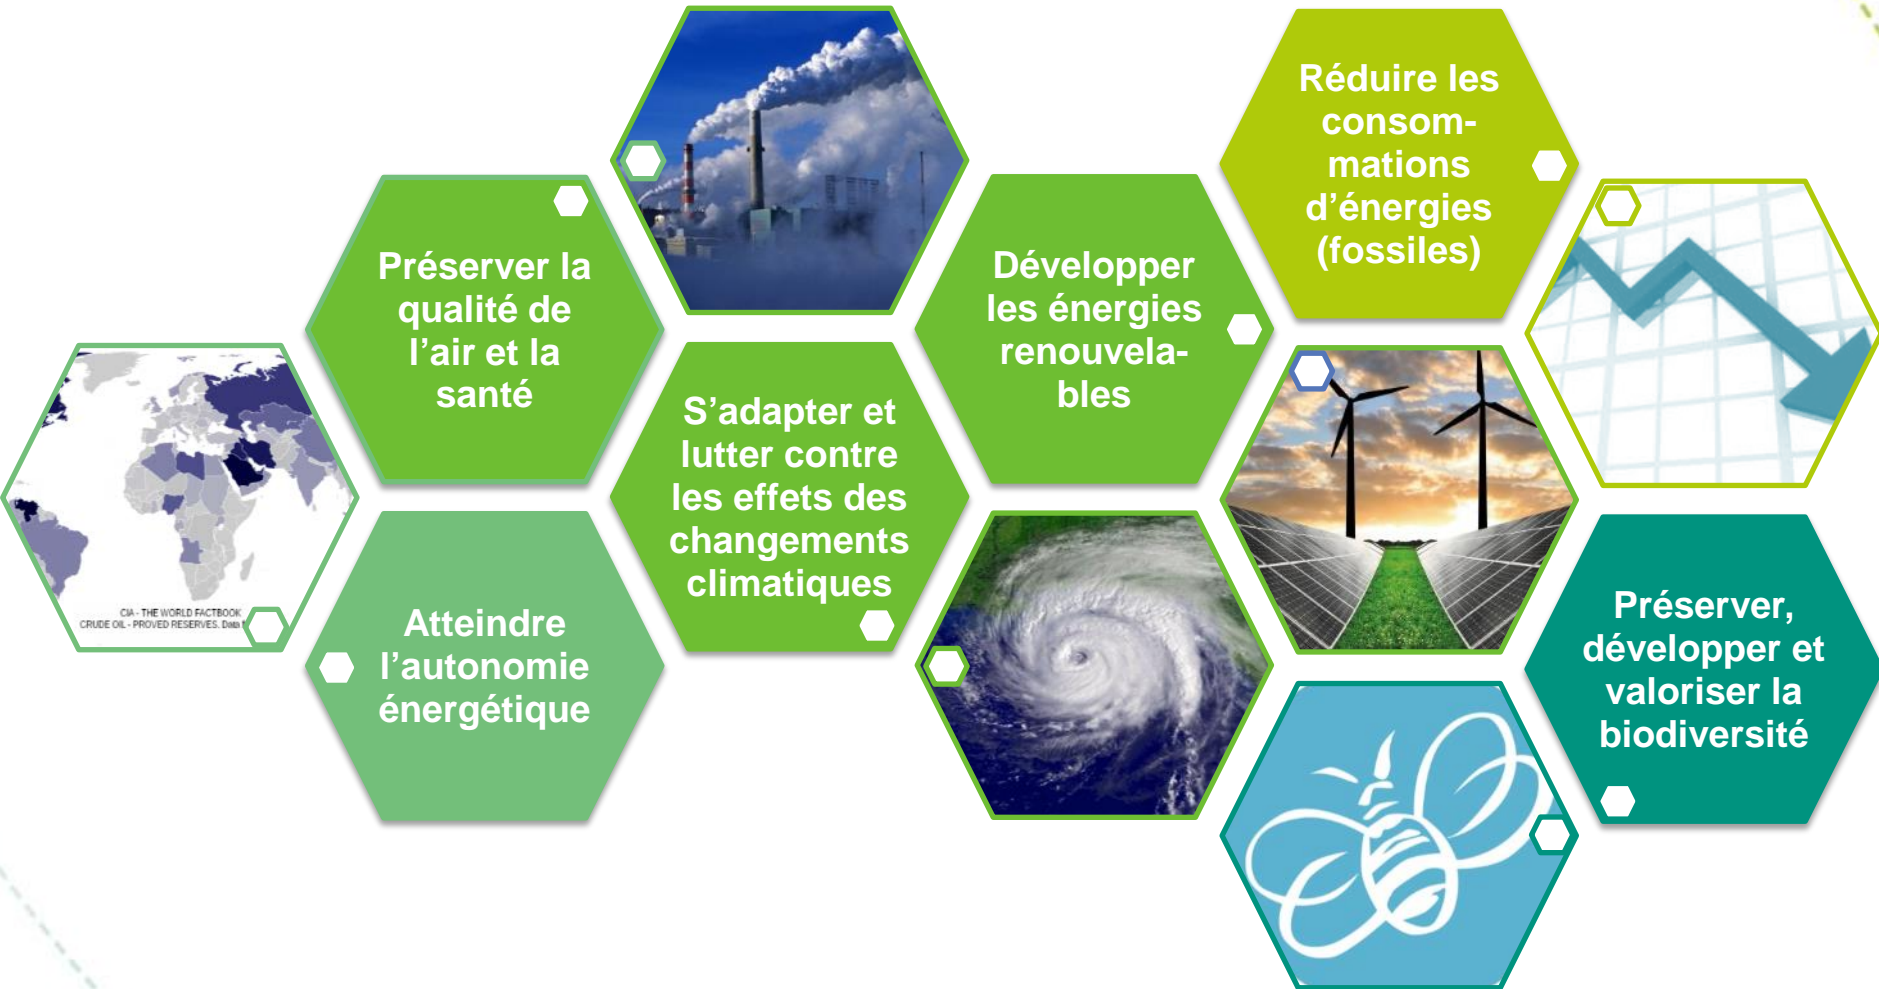 Préserver la
qualité de
l’air et la
santé
Atteindre
l’autonomie
énergétique
CIA - THE WORLD FACTBOOK
CRUDE OIL - PROVED RESERVES. Data
S’adapter et
lutter contre
les effets des
changements
climatiques
Développer
les énergies
renouvela-
bles
Réduire les
consom-
mations
d’énergies
(fossiles)
Préserver,
développer et
valoriser la
biodiversité